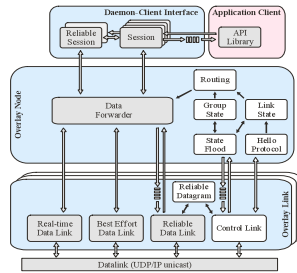 Daemon-Client Interface
Application Client
Reliable
Session
Session
API
Library
Overlay Node
Routing
Data
Forwarder
Group
State
Link
State
State
Flood
Hello
Protocol
Overlay Link
Reliable
Datagram
Real-time
Data Link
Best Effort
Data Link
Reliable
Data Link
Control Link
Datalink (UDP/IP unicast)